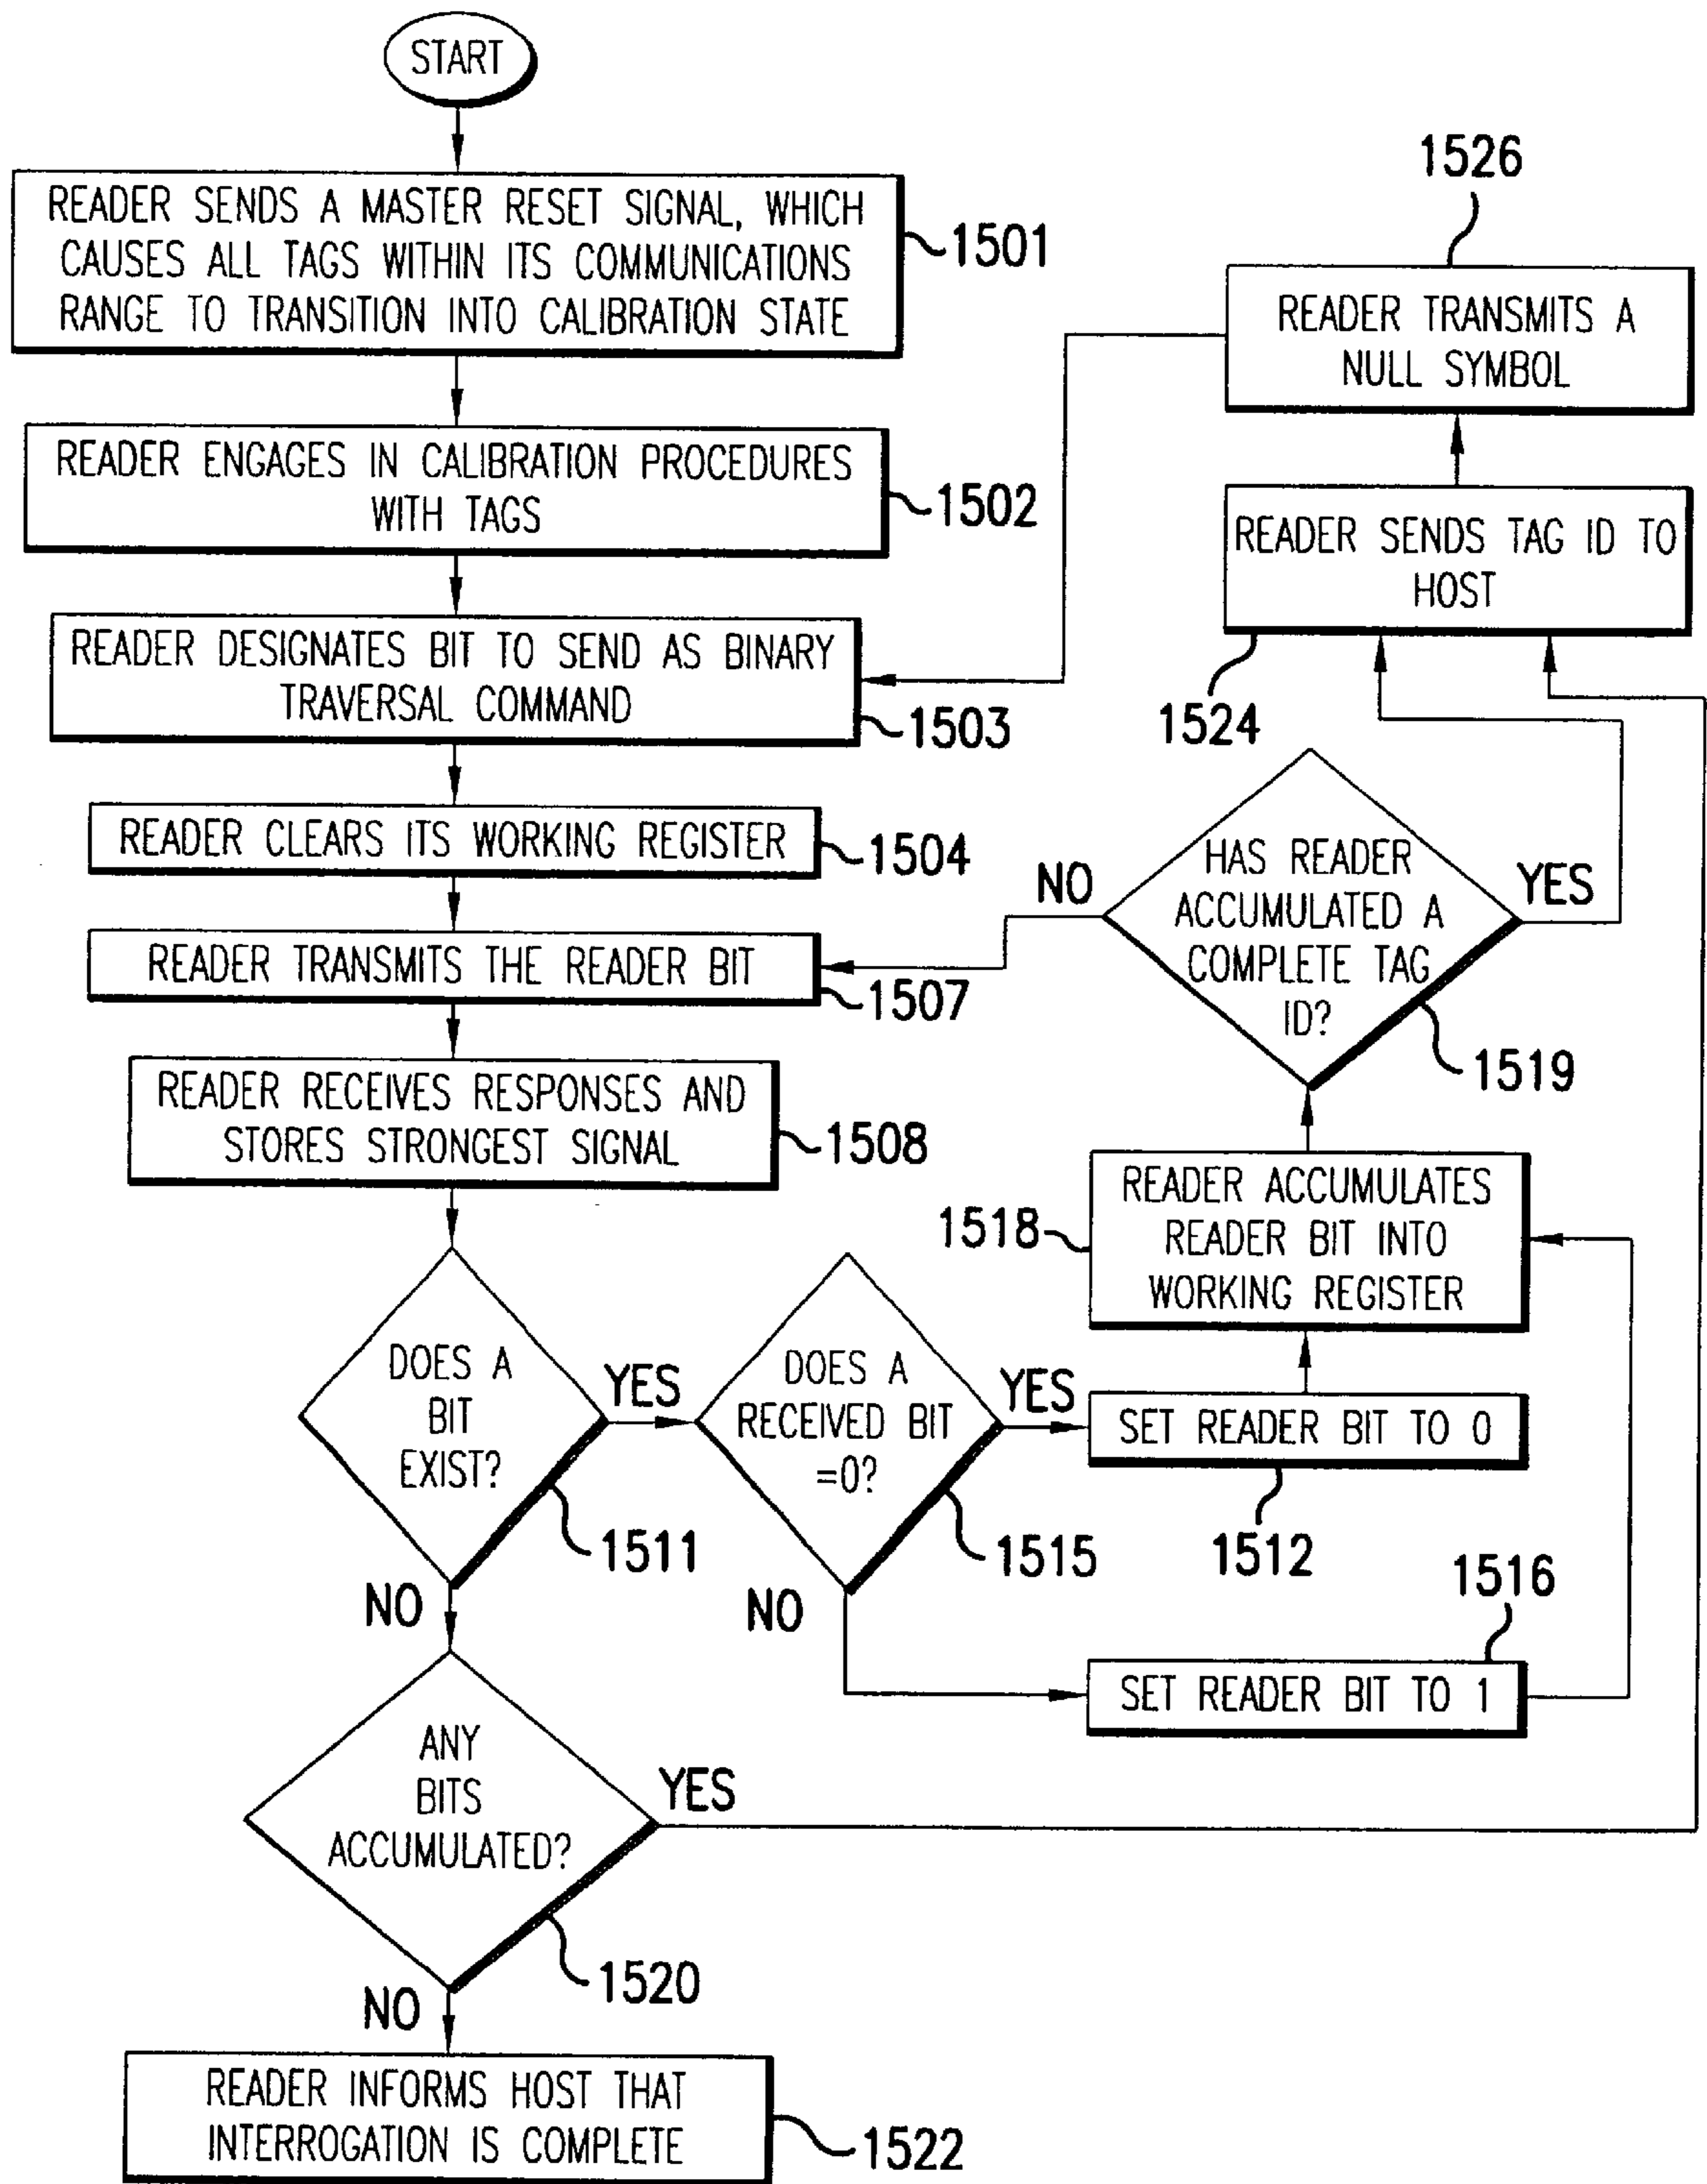 START
READER SENDS A MASTER RESET SIGNAL, WHICH
CAUSES ALL TAGS WITHIN ITS COMMUNICATIONS
RANGE TO TRANSITION INTO CALIBRATION STATE
1501
READER ENGAGES IN CALIBRATION PROCEDURES
WITH TAGS
1502
READER DESIGNATES BIT TO SEND AS BINARY
TRAVERSAL COMMAND
1503
READER CLEARS ITS WORKING REGISTER
1504
READER TRANSMITS THE READER BIT
1507
READER RECEIVES RESPONSES AND
STORES STRONGEST SIGNAL
1508
DOES A
BIT
EXIST?
1511
YES
NO
DOES A
RECEIVED BIT
=0?
1515
YES
NO
SET READER BIT TO 0
1512
SET READER BIT TO 1
1516
READER ACCUMULATES
READER BIT INTO
WORKING REGISTER
1518
HAS READER
ACCUMULATED A
COMPLETE TAG
ID?
1519
NO
YES
READER SENDS TAG ID TO
HOST
1524
READER TRANSMITS A
NULL SYMBOL
1526
ANY
BITS
ACCUMULATED?
1520
YES
NO
READER INFORMS HOST THAT
INTERROGATION IS COMPLETE
1522